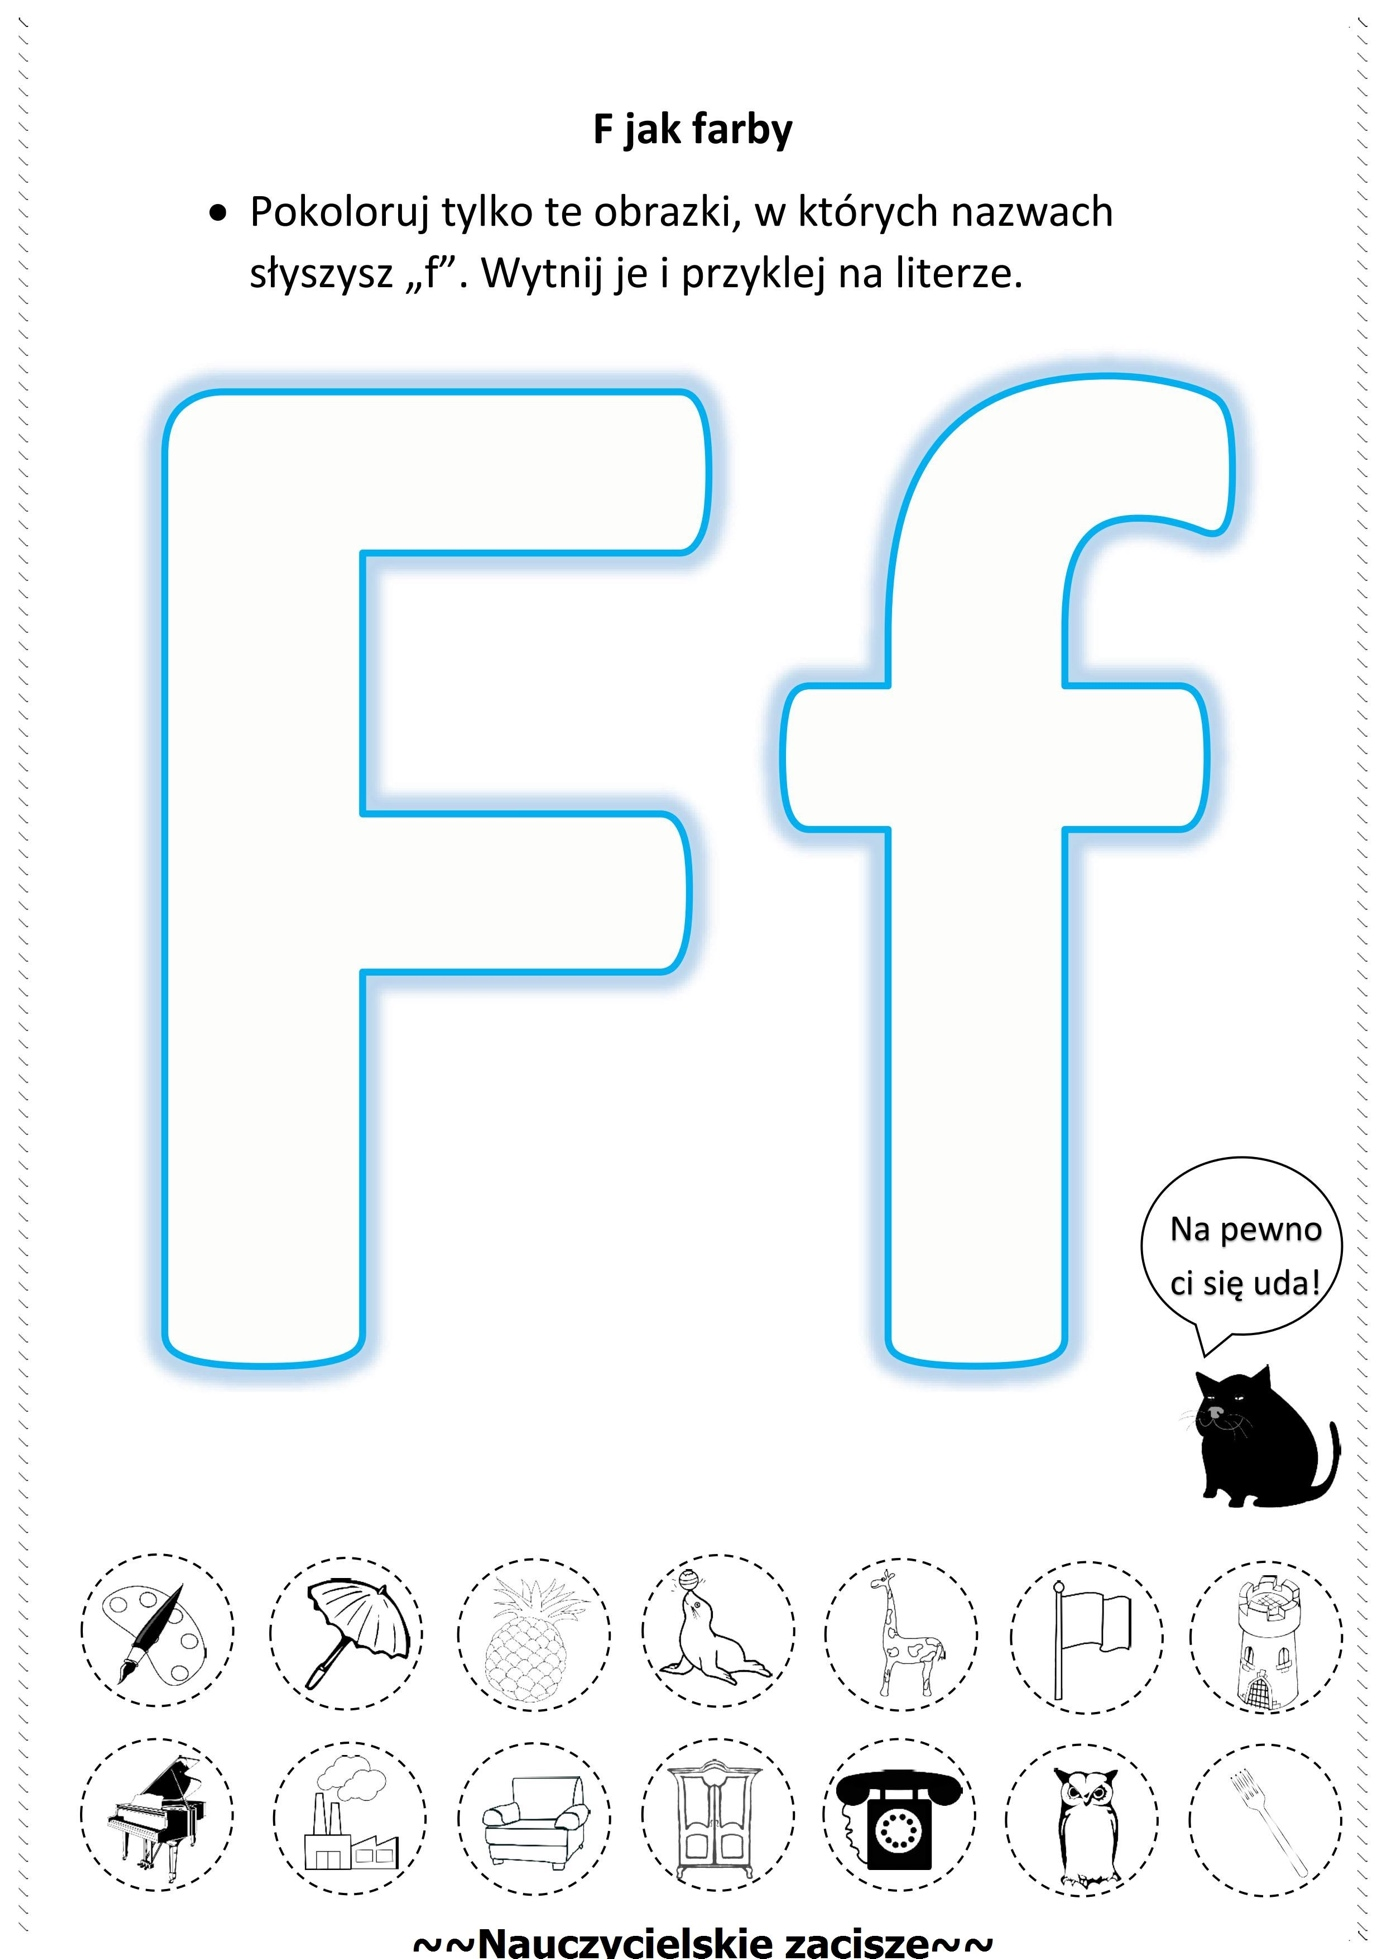 F jak farby
• Pokoloruj tylko te obrazki, w których nazwach
słyszysz „f”. Wytnij je i przyklej na literze.
F f
Na pewno
ci się uda!
~~Nauczycielskie zacisze~~